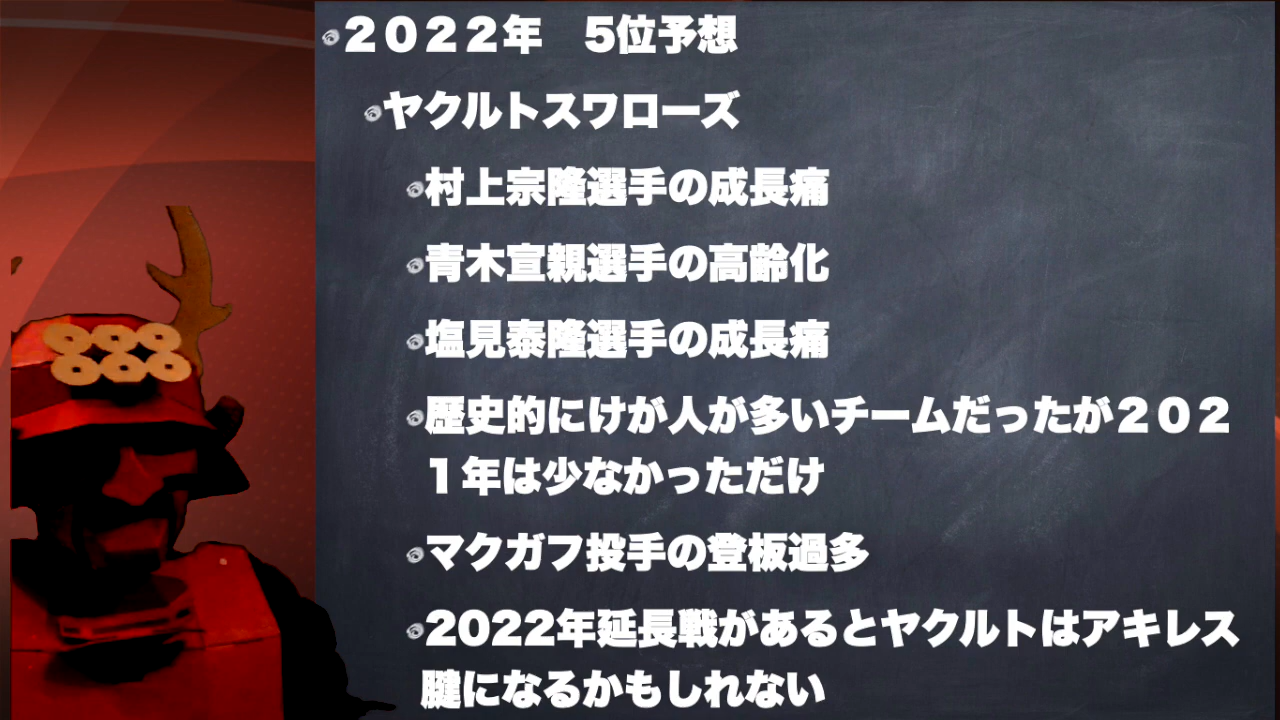 ２０２２年　5位予想
ヤクルトスワローズ
村上宗隆選手の成長痛
青木宣親選手の高齢化
塩見泰隆選手の成長痛
歴史的にけが人が多いチームだったが２０２
１年は少なかっただけ
マクガフ投手の登板過多
2022年延長戦があるとヤクルトはアキレス
腱になるかもしれない